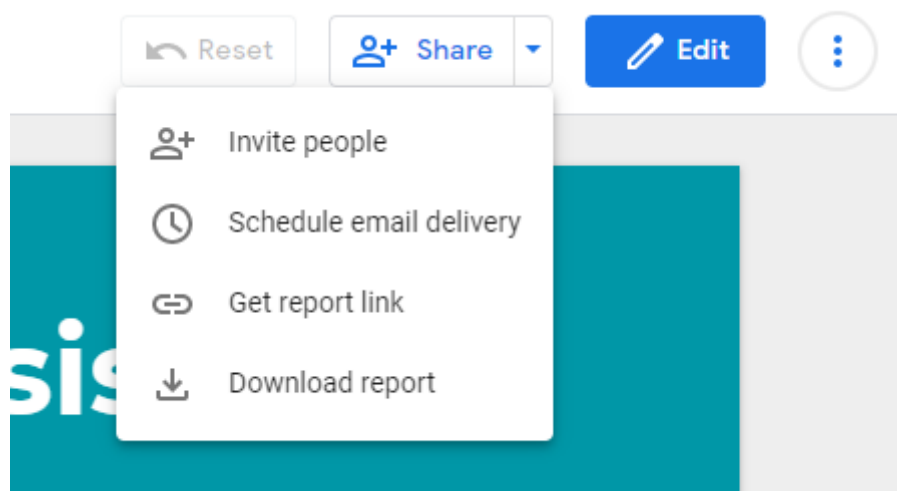 Reset
Share
Edit
Invite people
Schedule email delivery
Get report link
Download report
sis